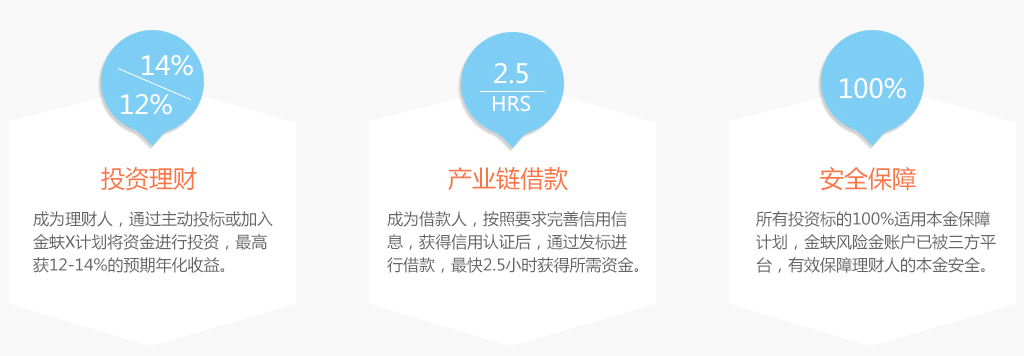 14%
12%
投资理财
成为理财人，通过主动投标或加入
金蚨X计划将资金进行投资，最高
获12-14%的预期年化收益。
2.5
HRS
产业链借款
成为借款人，按照要求完善信用信
息，获得信用认证后，通过发标进
行借款，最快2.5小时获得所需资金。
100%
安全保障
所有投资标的100%适用本金保障
计划，金蚨风险金账户已被三方平
台，有效保障理财人的本金安全。